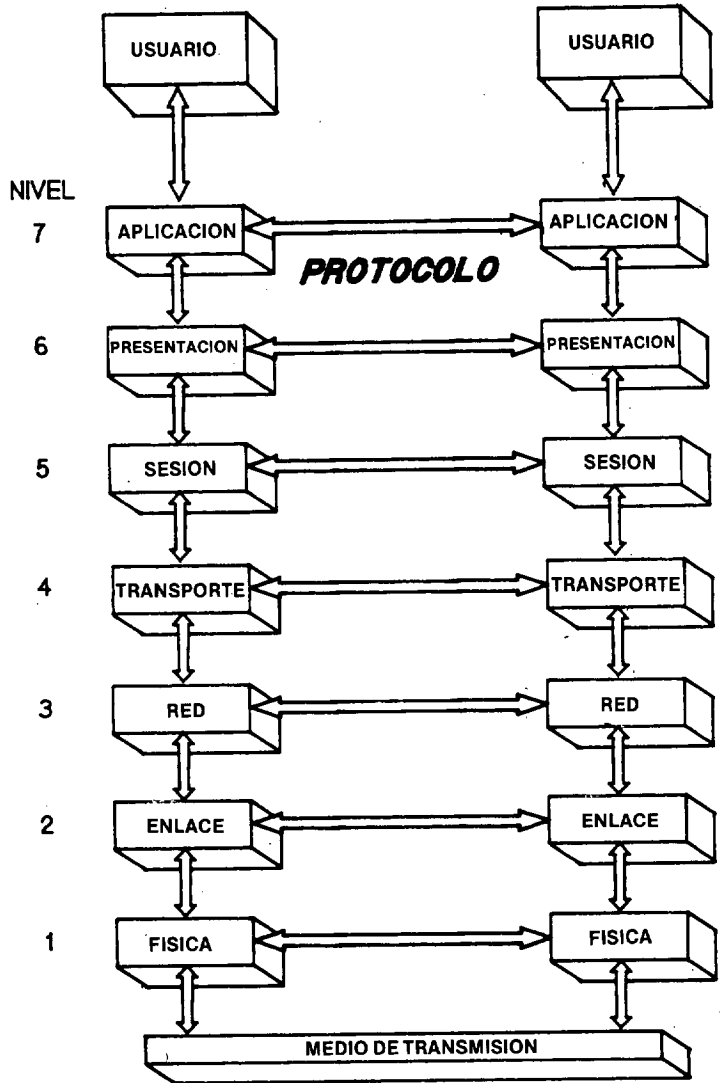 USUARIO USUARIO
NIVEL
7 APLICACION APLICACION
PROTOCOLO
6 PRESENTACION PRESENTACION
5 SESION SESION
4 TRANSPORTE TRANSPORTE
3 RED RED
2 ENLACE ENLACE
1 FISICA FISICA
MEDIO DE TRANSMISION